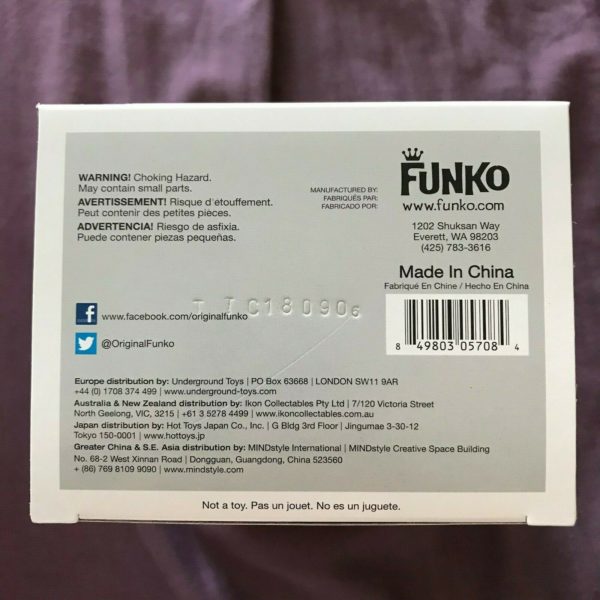 WARNING! Choking Hazard.
May contain small parts.
AVERTISSEMENT! Risque d'étouffement.
Peut contenir des petites pièces.
ADVERTENCIA! Riesgo de asfixia.
Puede contener piezas pequeñas.
MANUFACTURED BY:
FABRIQUÉS PAR:
FABRICADO POR:
FUNKO
www.funko.com
1202 Shuksan Way
Everett, WA 98203
(425) 783-3616
Made In China
Fabriqué En Chine / Hecho En China
8 49803 05708 4
C180906
www.facebook.com/originalfunko
@OriginalFunko
Europe distribution by: Underground Toys | PO Box 63668 | LONDON SW11 9AR
+44 (0) 1708 374 499 | www.underground-toys.com
Australia & New Zealand distribution by: Ikon Collectables Pty Ltd | 7/120 Victoria Street
North Geelong, VIC, 3215 | +61 3 5278 4499 | www.ikoncollectables.com.au
Japan distribution by: Hot Toys Japan Co., Inc. | G Bldg 3rd Floor | Jingumae 3-30-12
Tokyo 150-0001 | www.hottoys.jp
Greater China & S.E. Asia distribution by: MINDstyle International | MINDstyle Creative Space Building
No. 68-2 West Xinnan Road | Dongguan, Guangdong, China 523560
+ (86) 769 8109 9090 | www.mindstyle.com
Not a toy. Pas un jouet. No es un juguete.